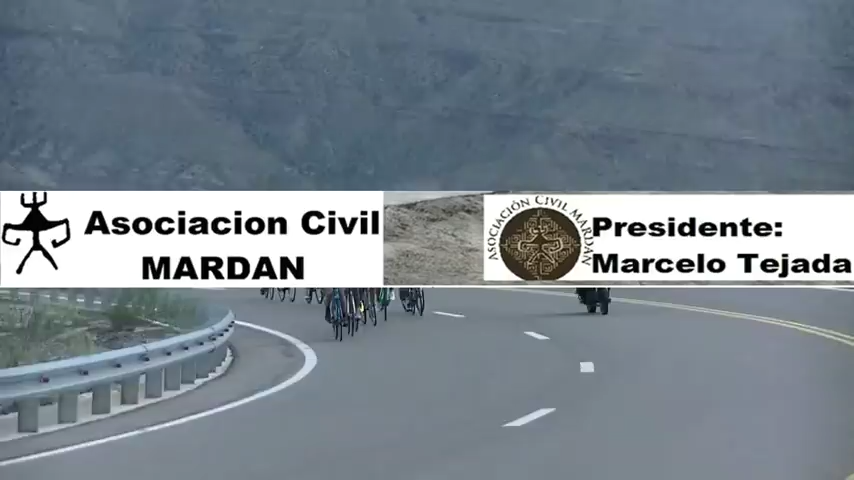 Asociacion Civil
MARDAN
ASOCIACIÓN CIVIL MARDAN
Presidente:
Marcelo Tejada